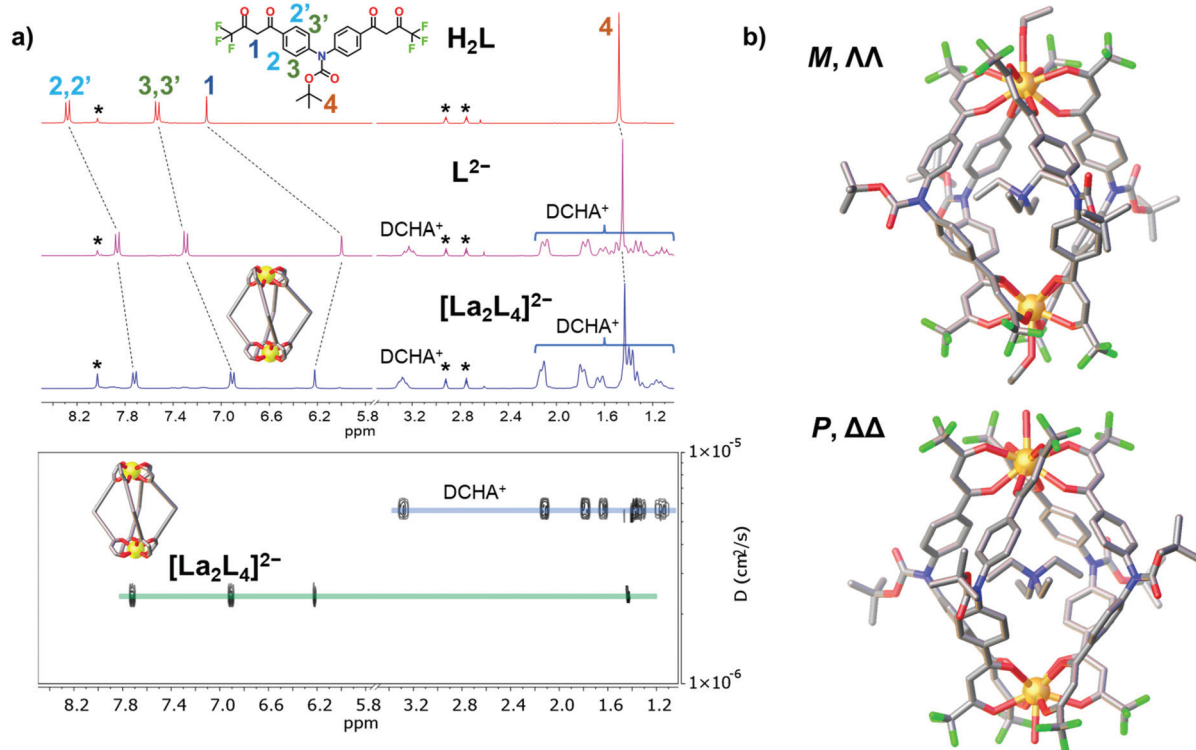 a)
O O O O
F F F F F F
2' 3'
1 2 3
N
O O
4
H₂L
4
2,2' 3,3' 1
* * *
L²⁻
DCHA⁺
DCHA⁺
* * *
[La₂L₄]²⁻
DCHA⁺
DCHA⁺
* * *
8.2 7.8 7.4 7.0 6.6 6.2 5.8 3.2 2.8 2.4 2.0 1.6 1.2
ppm
1×10⁻⁵
DCHA⁺
[La₂L₄]²⁻
D (cm²/s)
1×10⁻⁶
8.2 7.8 7.4 7.0 6.6 6.2 3.6 3.2 2.8 2.4 2.0 1.6 1.2
ppm
b)
M, ΛΛ
P, ΔΔ